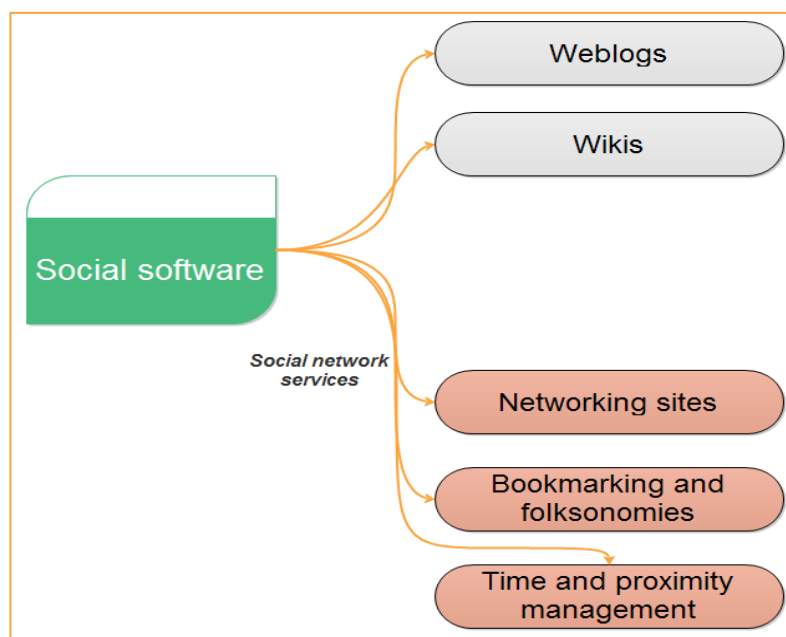 Weblogs
Wikis
Social software
Social network
services
Networking sites
Bookmarking and
folksonomies
Time and proximity
management